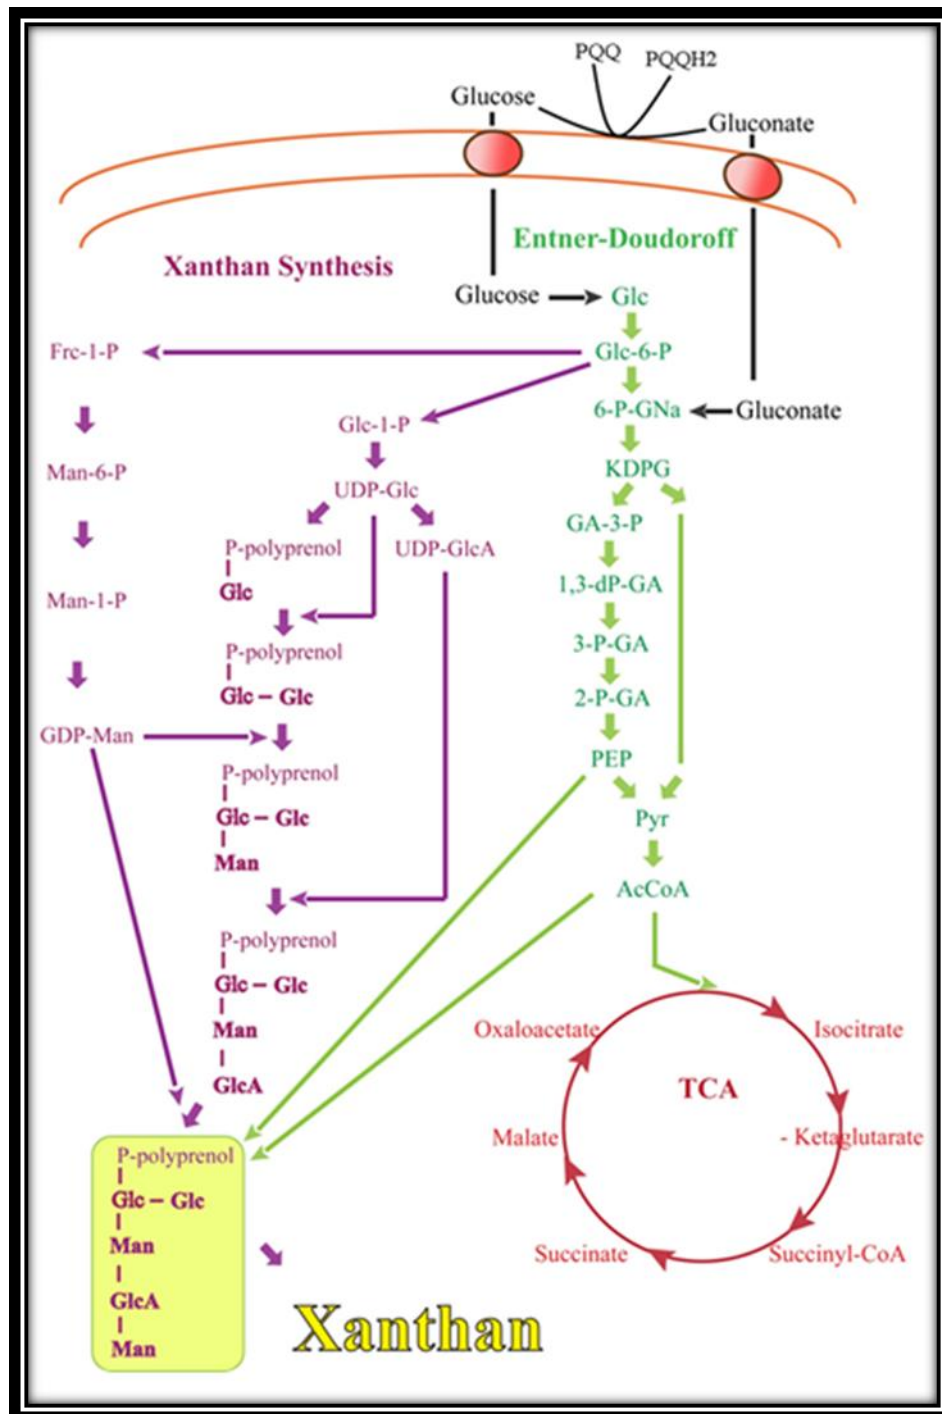 PQQ
PQQH2
Glucose
Gluconate
Entner-Doudoroff
Xanthan Synthesis
Glucose
Glc
Frc-1-P
Glc-6-P
Glc-1-P
6-P-GNa
Gluconate
Man-6-P
UDP-Glc
KDPG
P-polyprenol
UDP-GlcA
GA-3-P
Glc
1,3-dP-GA
Man-1-P
P-polyprenol
3-P-GA
Glc – Glc
2-P-GA
GDP-Man
PEP
P-polyprenol
Glc – Glc
Pyr
Man
AcCoA
P-polyprenol
Glc – Glc
Man
GlcA
Oxaloacetate
Isocitrate
TCA
Malate
- Ketaglutarate
Succinate
Succinyl-CoA
P-polyprenol
Glc – Glc
Man
GlcA
Man
Xanthan